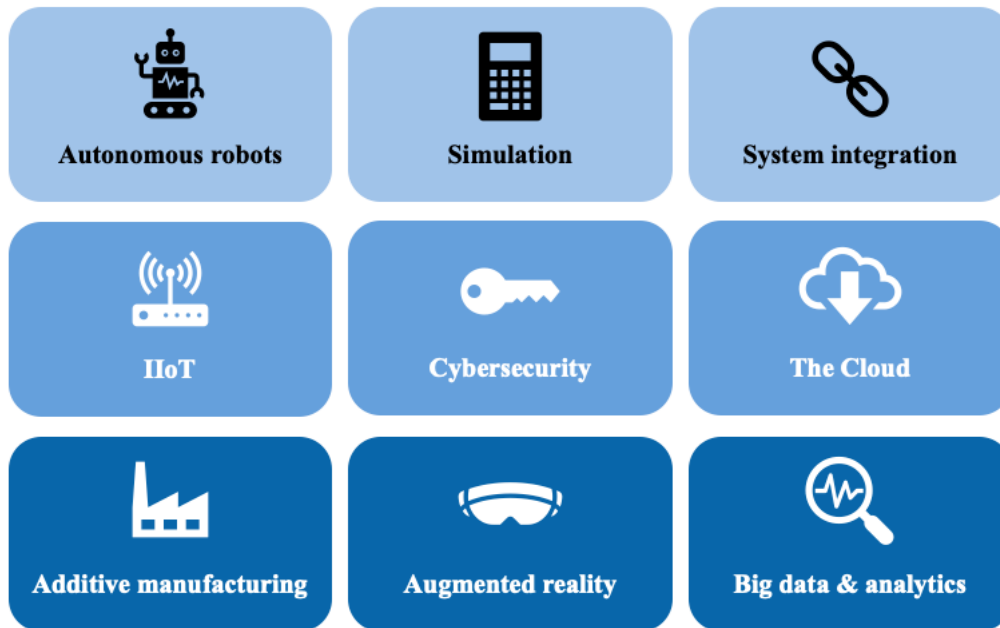 Autonomous robots
Simulation
System integration
IIoT
Cybersecurity
The Cloud
Additive manufacturing
Augmented reality
Big data & analytics